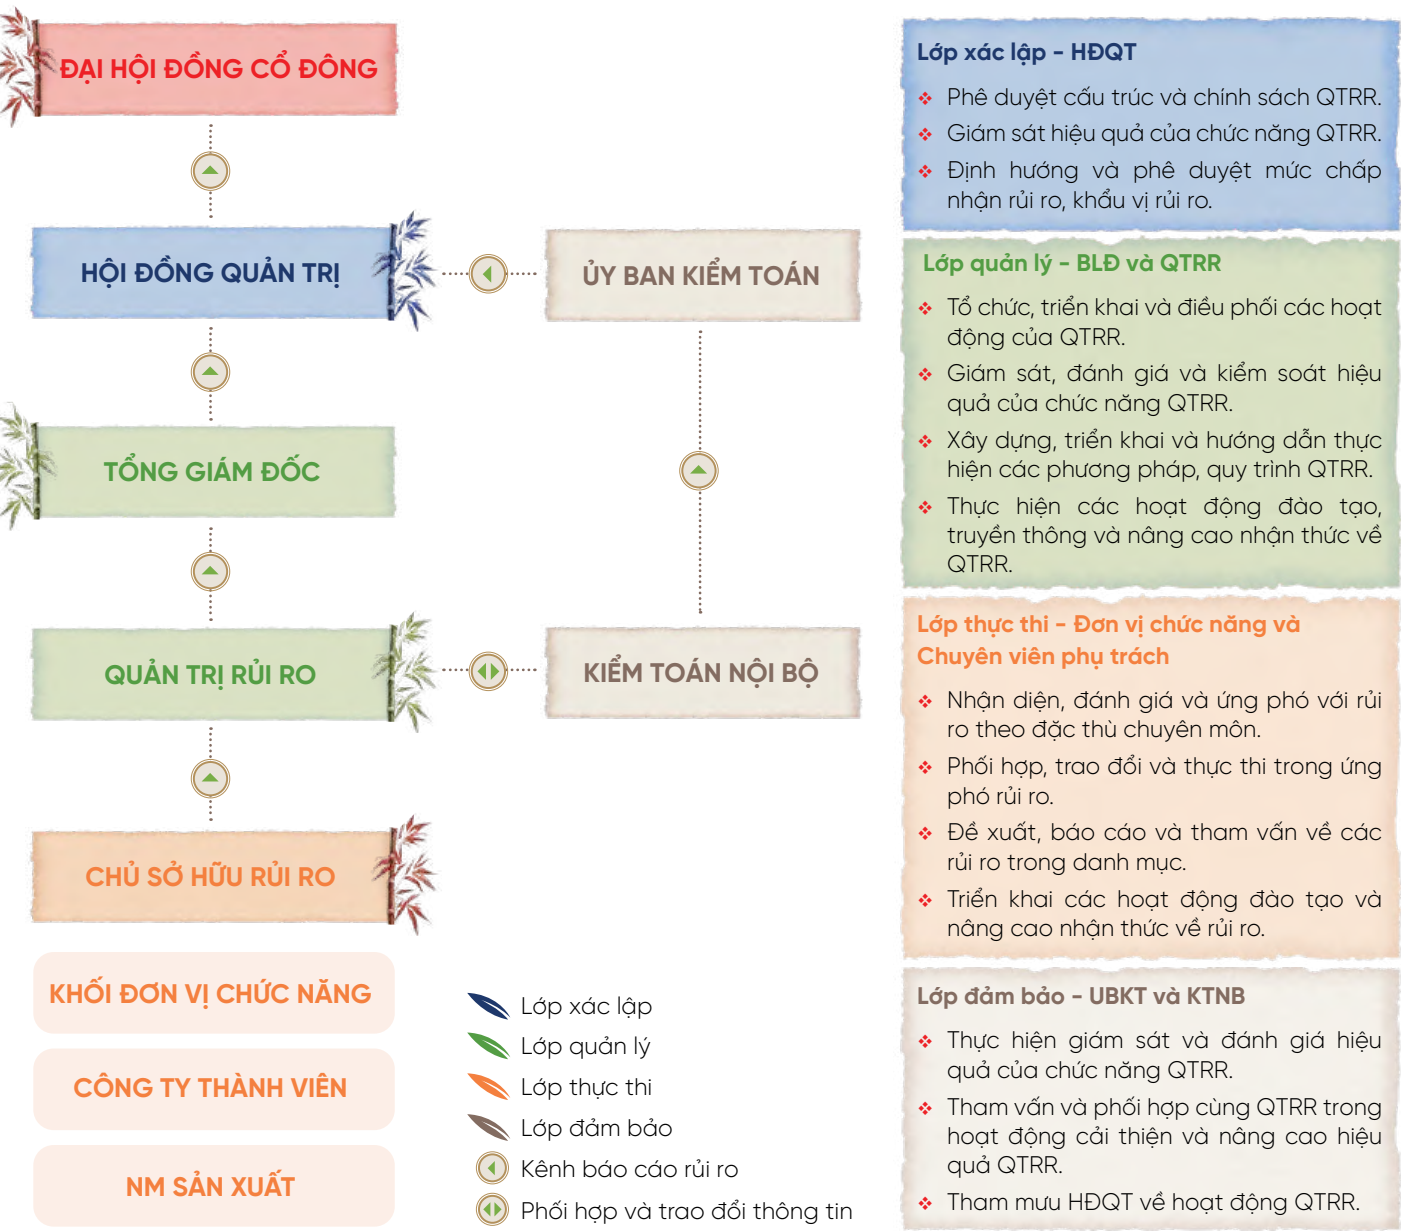 ĐẠI HỘI ĐỒNG CỔ ĐÔNG
HỘI ĐỒNG QUẢN TRỊ
ỦY BAN KIỂM TOÁN
TỔNG GIÁM ĐỐC
QUẢN TRỊ RỦI RO
KIỂM TOÁN NỘI BỘ
CHỦ SỞ HỮU RỦI RO
KHỐI ĐƠN VỊ CHỨC NĂNG
CÔNG TY THÀNH VIÊN
NM SẢN XUẤT
Lớp xác lập
Lớp quản lý
Lớp thực thi
Lớp đảm bảo
Kênh báo cáo rủi ro
Phối hợp và trao đổi thông tin
Lớp xác lập - HĐQT
Phê duyệt cấu trúc và chính sách QTRR.
Giám sát hiệu quả của chức năng QTRR.
Định hướng và phê duyệt mức chấp
nhận rủi ro, khẩu vị rủi ro.
Lớp quản lý - BLĐ và QTRR
Tổ chức, triển khai và điều phối các hoạt
động của QTRR.
Giám sát, đánh giá và kiểm soát hiệu
quả của chức năng QTRR.
Xây dựng, triển khai và hướng dẫn thực
hiện các phương pháp, quy trình QTRR.
Thực hiện các hoạt động đào tạo,
truyền thông và nâng cao nhận thức về
QTRR.
Lớp thực thi - Đơn vị chức năng và
Chuyên viên phụ trách
Nhận diện, đánh giá và ứng phó với rủi
ro theo đặc thù chuyên môn.
Phối hợp, trao đổi và thực thi trong ứng
phó rủi ro.
Đề xuất, báo cáo và tham vấn về các
rủi ro trong danh mục.
Triển khai các hoạt động đào tạo và
nâng cao nhận thức về rủi ro.
Lớp đảm bảo - UBKT và KTNB
Thực hiện giám sát và đánh giá hiệu
quả của chức năng QTRR.
Tham vấn và phối hợp cùng QTRR trong
hoạt động cải thiện và nâng cao hiệu
quả QTRR.
Tham mưu HĐQT về hoạt động QTRR.